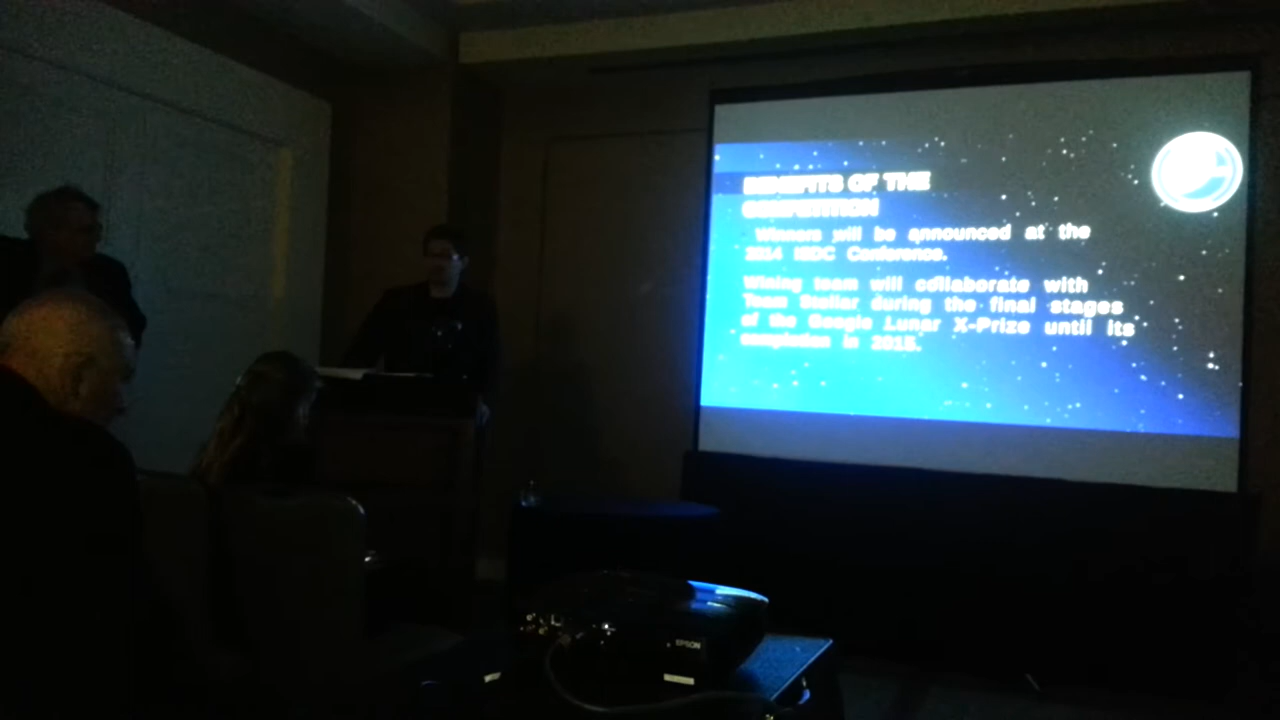 BENEFITS OF THE
COMPETITION
Winners will be announced at the
2014 ISDC Conference.
Wining team will collaborate with
Team Stellar during the final stages
of the Google Lunar X-Prize until its
completion in 2015.
EPSON